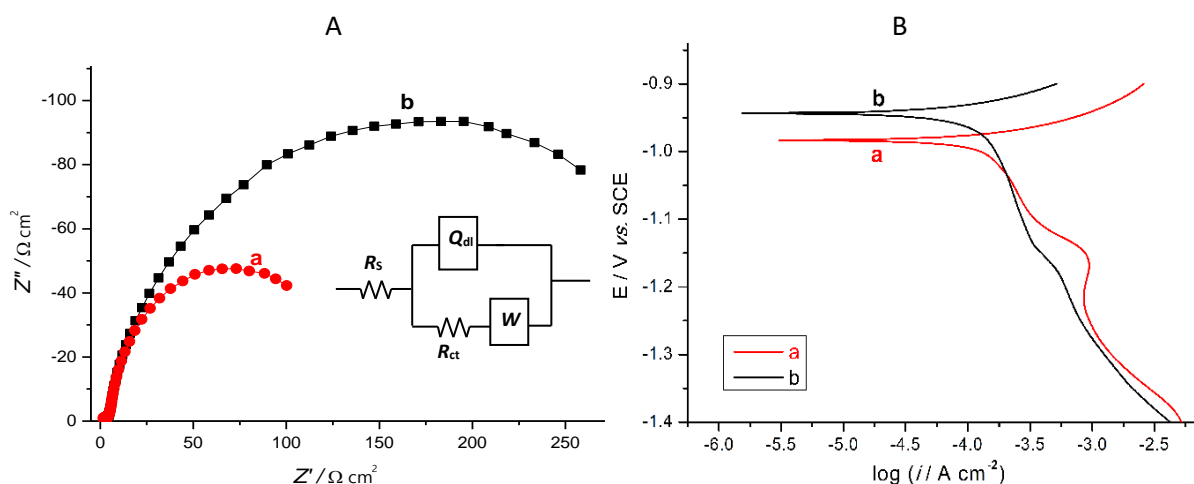 A
B
-100
-80
-60
-40
-20
0
Z" / Ω cm²
0 50 100 150 200 250
Z' / Ω cm²
b
a
Rs
Qdl
Rct
W
-0.9
-1.0
-1.1
-1.2
-1.3
-1.4
E / V vs. SCE
-6.0 -5.5 -5.0 -4.5 -4.0 -3.5 -3.0 -2.5
log (i// A cm⁻²)
b
a
a
b